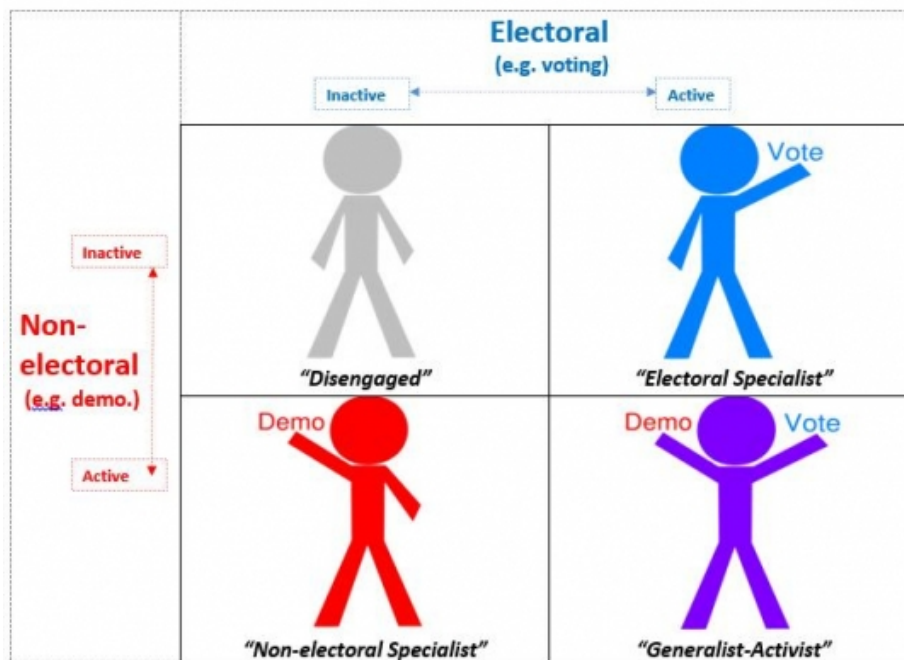 Electoral
(e.g. voting)
Inactive
Active
Vote
Inactive
Non-
electoral
(e.g. demo.)
Active
“Disengaged”
“Electoral Specialist”
Demo
Demo
Vote
“Non-electoral Specialist”
“Generalist-Activist”